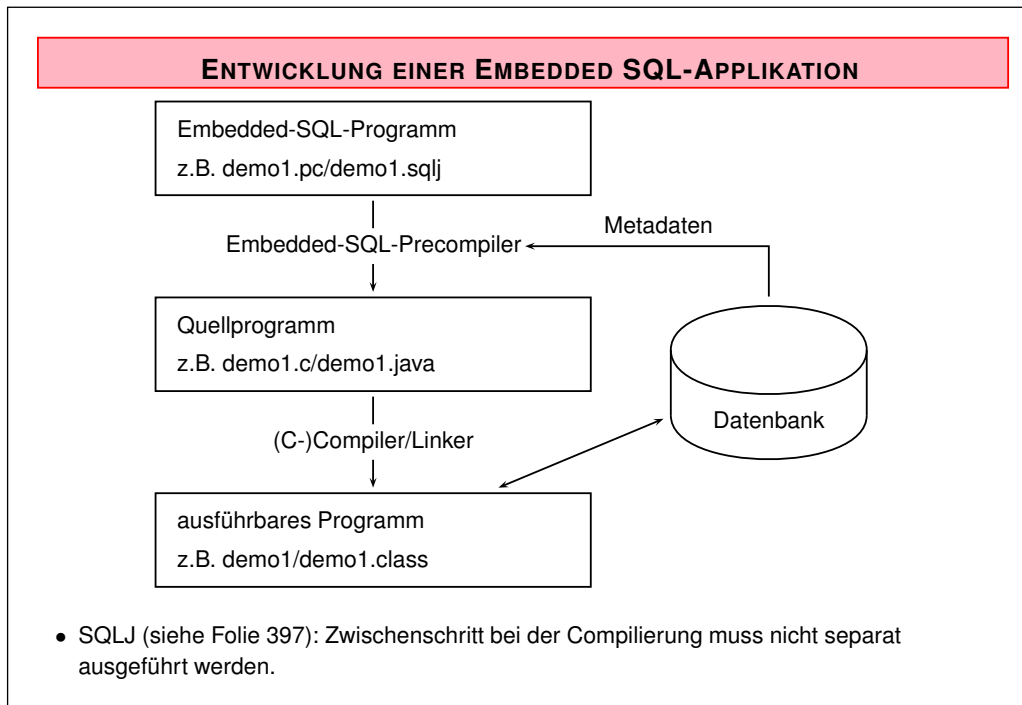 ENTWICKLUNG EINER EMBEDDED SQL-APPLIKATION
Embedded-SQL-Programm
z.B. demo1.pc/demo1.sqlj
Metadaten
Embedded-SQL-Precompiler
Quellprogramm
z.B. demo1.c/demo1.java
Datenbank
(C-)Compiler/Linker
ausführbares Programm
z.B. demo1/demo1.class
• SQLJ (siehe Folie 397): Zwischenschritt bei der Compilierung muss nicht separat
ausgeführt werden.